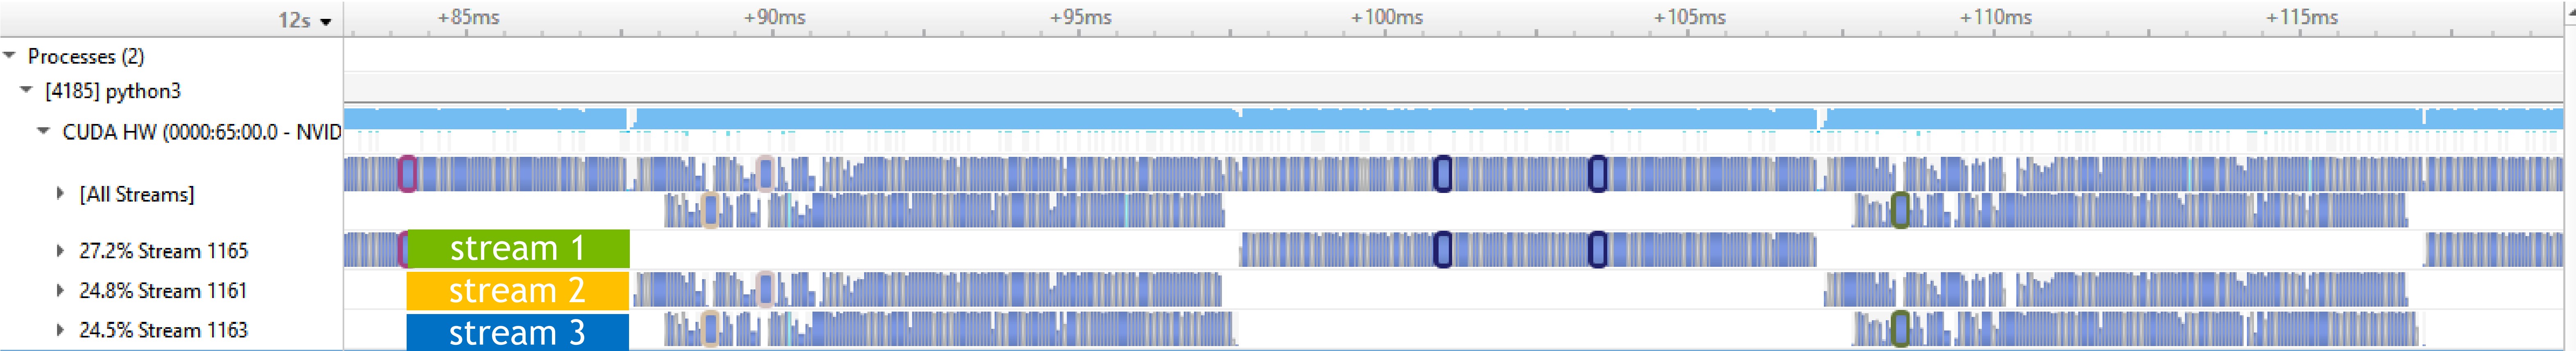 12s +85ms +90ms +95ms +100ms +105ms +110ms +115ms
Processes (2)
[4185] python3
CUDA HW (0000:65:00.0 - NVID
[All Streams]
27.2% Stream 1165 stream 1
24.8% Stream 1161 stream 2
24.5% Stream 1163 stream 3